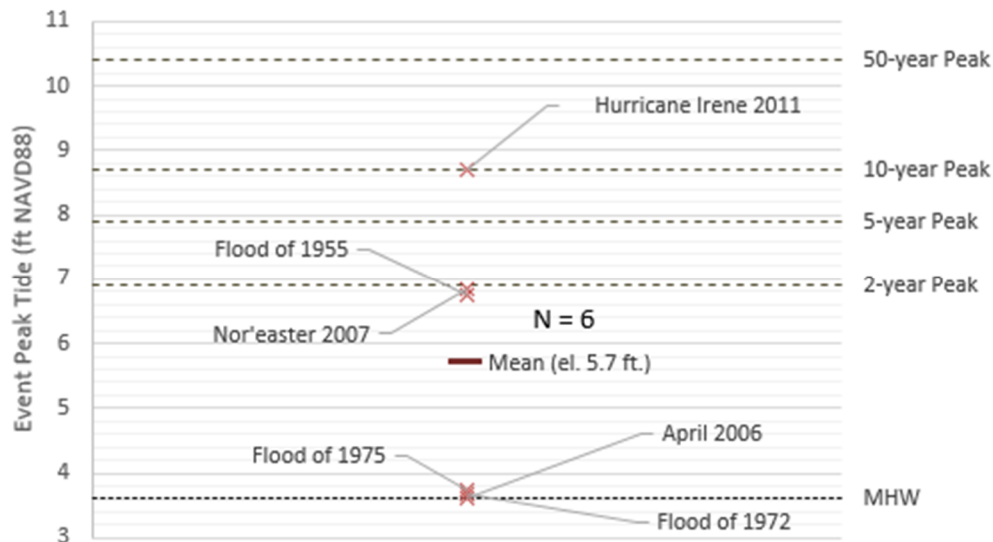 11
50-year Peak
10
Hurricane Irene 2011
9
10-year Peak
8
5-year Peak
Flood of 1955
7
2-year Peak
N = 6
Nor'easter 2007
6
Mean (el. 5.7 ft.)
5
April 2006
Flood of 1975
4
MHW
Flood of 1972
3
Event Peak Tide (ft NAVD88)